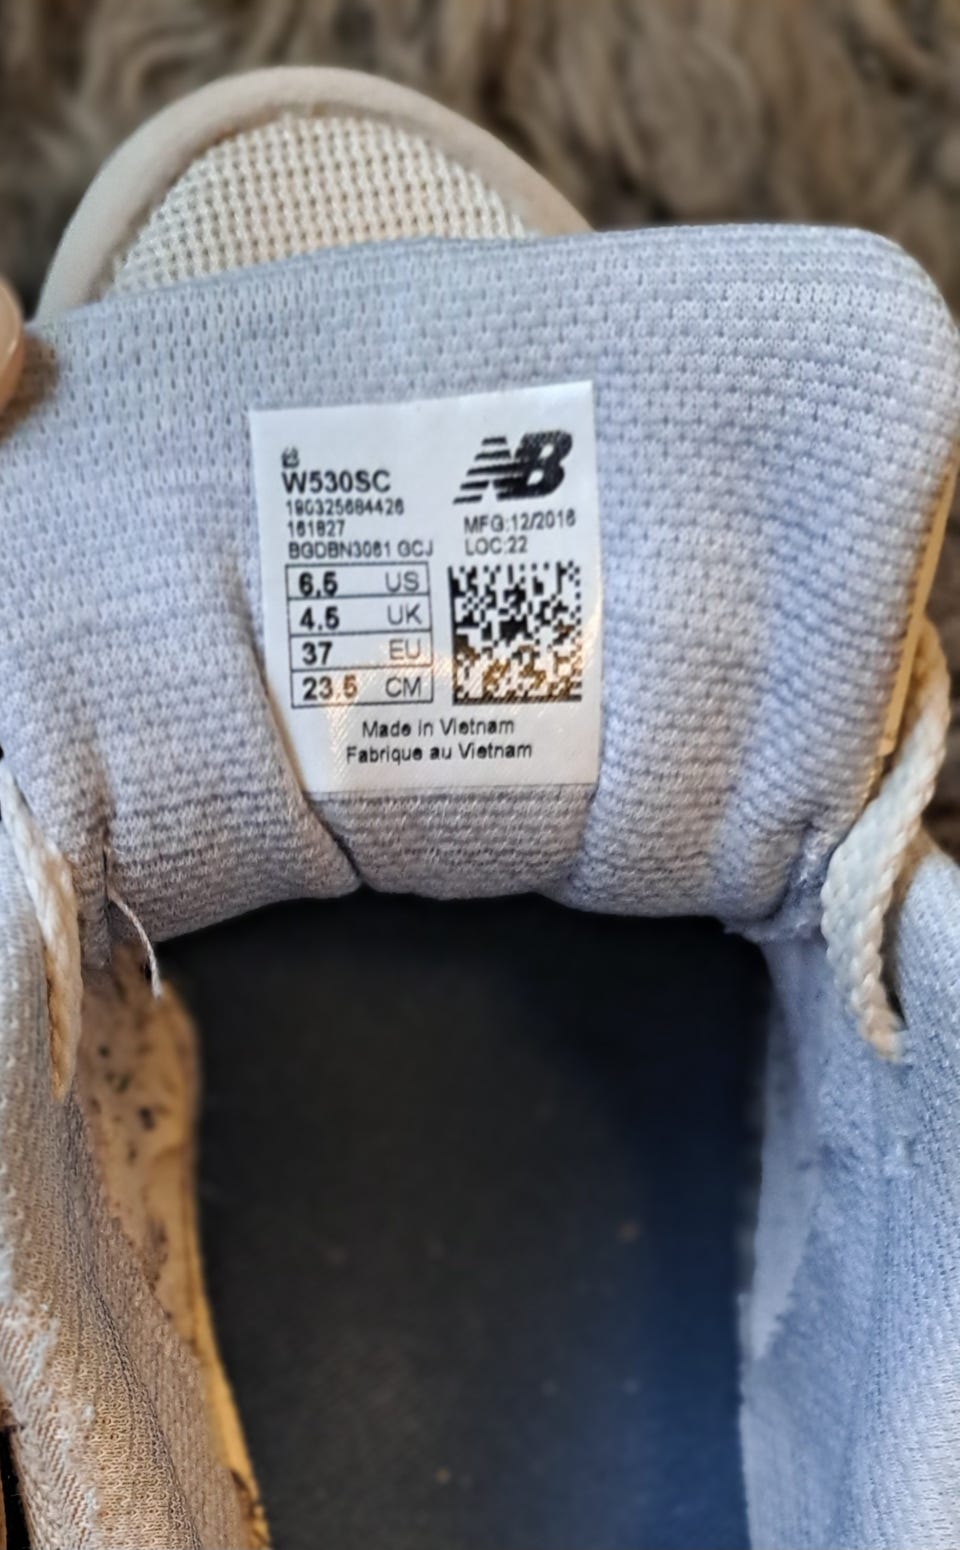 B
W530SC
NB
190325684426
161827
MFG:12/2016
BGDBN3061 GCJ
LOC:22
6.5 US
4.5 UK
37 EU
23.5 CM
Made in Vietnam
Fabrique au Vietnam